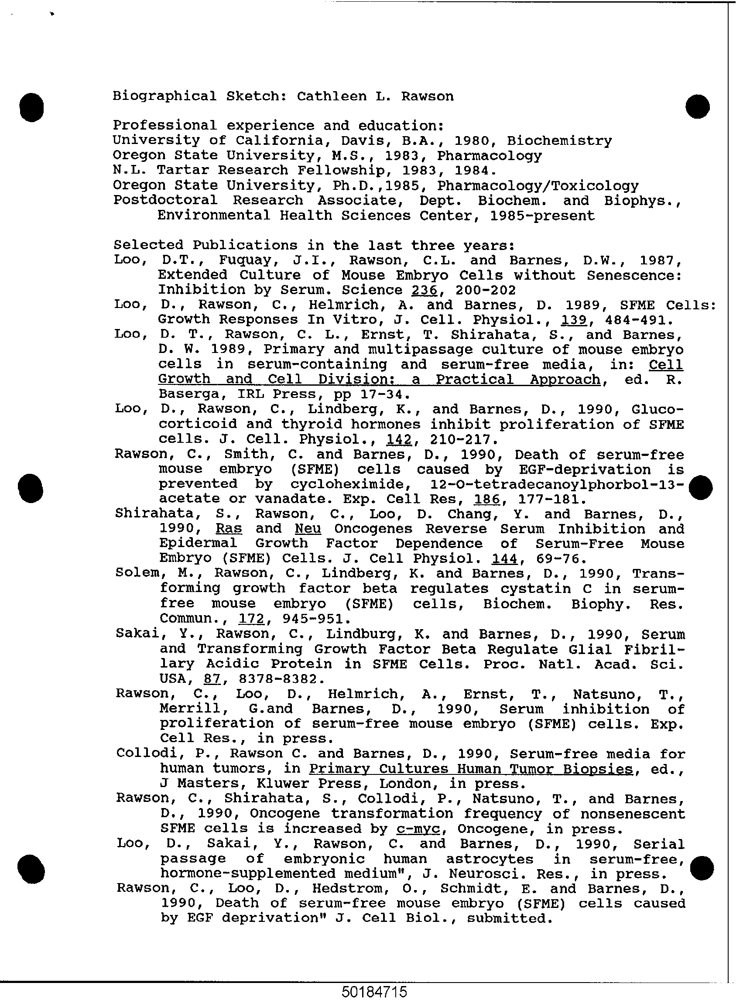 Biographical Sketch: Cathleen L. Rawson
Professional experience and education:
University of California, Davis, B.A., 1980, Biochemistry
Oregon State University, M.S., 1983, Pharmacology
N.L. Tartar Research Fellowship, 1983, 1984.
Oregon State University, Ph.D.,1985, Pharmacology/Toxicology
Postdoctoral Research Associate, Dept. Biochem. and Biophys.,
Environmental Health Sciences Center, 1985-present
Selected Publications in the last three years:
Loo, D.T., Fuquay, J.I., Rawson, C.L. and Barnes, D.W., 1987,
Extended Culture of Mouse Embryo Cells without Senescence:
Inhibition by Serum. Science 236, 200-202
Loo, D., Rawson, C., Helmrich, A. and Barnes, D. 1989, SFME Cells:
Growth Responses In Vitro, J. Cell. Physiol., 139, 484-491.
Loo, D. T., Rawson, C. L., Ernst, T. Shirahata, S., and Barnes,
D. W. 1989, Primary and multipassage culture of mouse embryo
cells in serum-containing and serum-free media, in: Cell
Growth and Cell Division: a Practical Approach, ed. R.
Baserga, IRL Press, pp 17-34.
Loo, D., Rawson, C., Lindberg, K., and Barnes, D., 1990, Gluco-
corticoid and thyroid hormones inhibit proliferation of SFME
cells. J. Cell. Physiol., 142, 210-217.
Rawson, C., Smith, C. and Barnes, D., 1990, Death of serum-free
mouse embryo (SFME) cells caused by EGF-deprivation is
prevented by cycloheximide, 12-O-tetradecanoylphorbol-13-
acetate or vanadate. Exp. Cell Res, 186, 177-181.
Shirahata, S., Rawson, C., Loo, D. Chang, Y. and Barnes, D.,
1990, Ras and Neu Oncogenes Reverse Serum Inhibition and
Epidermal Growth Factor Dependence of Serum-Free Mouse
Embryo (SFME) Cells. J. Cell Physiol. 144, 69-76.
Solem, M., Rawson, C., Lindberg, K. and Barnes, D., 1990, Trans-
forming growth factor beta regulates cystatin C in serum-
free mouse embryo (SFME) cells, Biochem. Biophy. Res.
Commun., 172, 945-951.
Sakai, Y., Rawson, C., Lindburg, K. and Barnes, D., 1990, Serum
and Transforming Growth Factor Beta Regulate Glial Fibril-
lary Acidic Protein in SFME Cells. Proc. Natl. Acad. Sci.
USA, 87, 8378-8382.
Rawson, C., Loo, D., Helmrich, A., Ernst, T., Natsuno, T.,
Merrill, G.and Barnes, D., 1990, Serum inhibition of
proliferation of serum-free mouse embryo (SFME) cells. Exp.
Cell Res., in press.
Collodi, P., Rawson C. and Barnes, D., 1990, Serum-free media for
human tumors, in Primary Cultures Human Tumor Biopsies, ed.,
J Masters, Kluwer Press, London, in press.
Rawson, C., Shirahata, S., Collodi, P., Natsuno, T., and Barnes,
D., 1990, Oncogene transformation frequency of nonsenescent
SFME cells is increased by c-myc, Oncogene, in press.
Loo, D., Sakai, Y., Rawson, C. and Barnes, D., 1990, Serial
passage of embryonic human astrocytes in serum-free,
hormone-supplemented medium", J. Neurosci. Res., in press.
Rawson, C., Loo, D., Hedstrom, O., Schmidt, E. and Barnes, D.,
1990, Death of serum-free mouse embryo (SFME) cells caused
by EGF deprivation" J. Cell Biol., submitted.
50184715